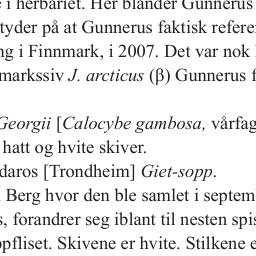 i herbariet. Her blander Gunnerus
tyder på at Gunnerus faktisk refere
ng i Finnmark, i 2007. Det var nok
markssiv J. arcticus (β) Gunnerus f
Georgii [Calocybe gambosa, vårfag
hatt og hvite skiver.
daros [Trondheim] Giet-sopp.
Berg hvor den ble samlet i septem
s, forandrer seg iblant til nesten spis
opfliset. Skivene er hvite. Stilkene e